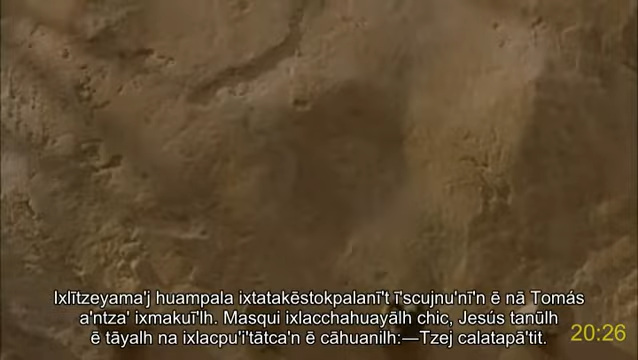 Ixlītzeyama'j huampala ixtatakēstokpalanī't ī'scujnu'nī'n ē nā Tomás
a'ntza' ixmakuī'lh. Masqui ixlacchahuayālh chic, Jesús tanūlh
ē tāyalh na ixlacpu'i'tātca'n ē cāhuanilh:—Tzej calatapā'tit.
20:26